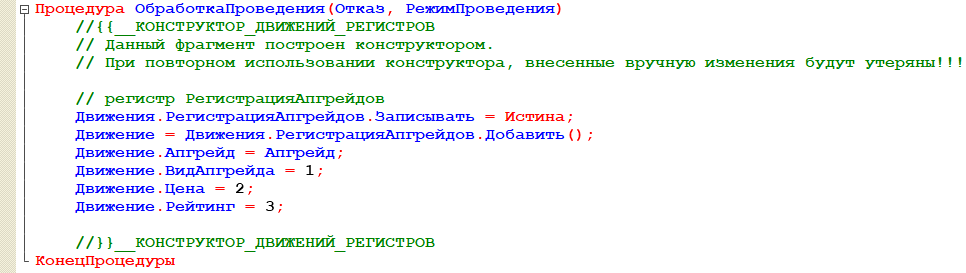 Процедура ОбработкаПроведения(Отказ, РежимПроведения)
//{{__КОНСТРУКТОР_ДВИЖЕНИЙ_РЕГИСТРОВ
// Данный фрагмент построен конструктором.
// При повторном использовании конструктора, внесенные вручную изменения будут утеряны!!!
// регистр РегистрацияАпгрейдов
Движения.РегистрацияАпгрейдов.Записывать = Истина;
Движение = Движения.РегистрацияАпгрейдов.Добавить();
Движение.Апгрейд = Апгрейд;
Движение.ВидАпгрейда = 1;
Движение.Цена = 2;
Движение.Рейтинг = 3;
//}}__КОНСТРУКТОР_ДВИЖЕНИЙ_РЕГИСТРОВ
КонецПроцедуры